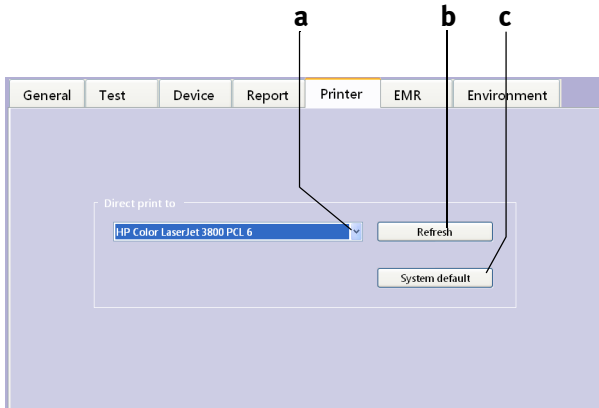 a b c
General Test Device Report Printer EMR Environment
Direct print to
HP Color LaserJet 3800 PCL 6 Refresh
System default